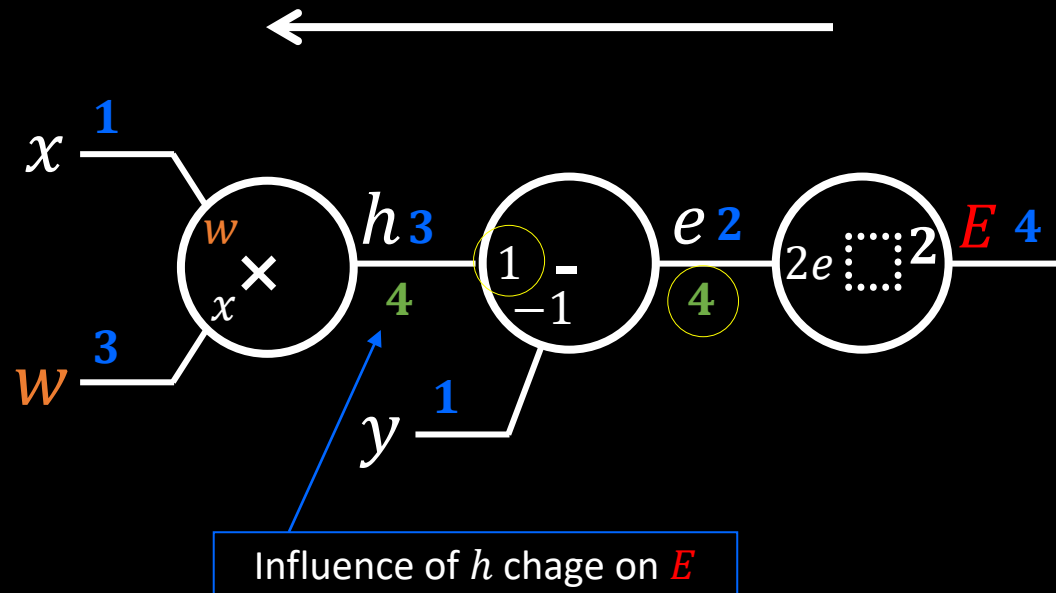 x 1
w
x
×
w 3
h 3
4
1
-
-1
y 1
e 2
4
2e
2
E 4
Influence of h chage on E